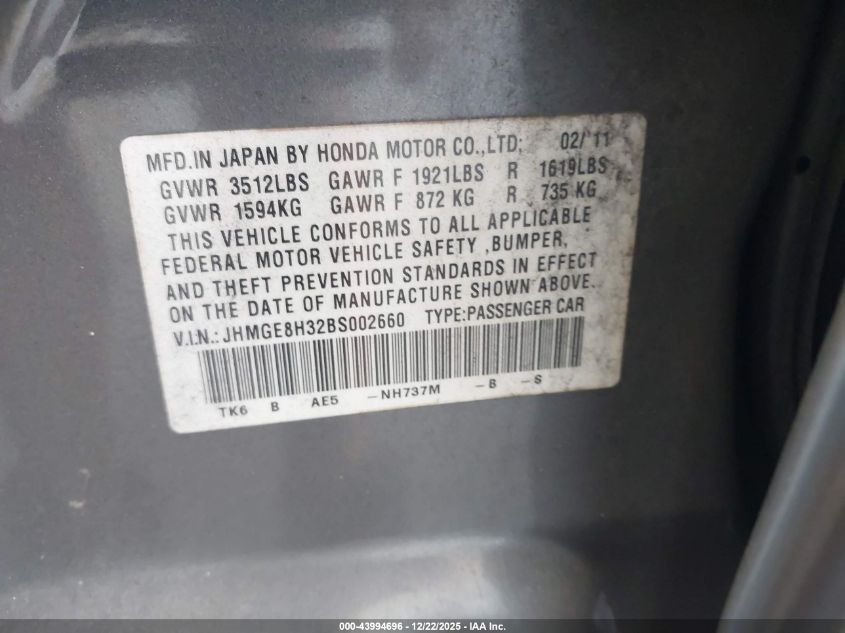 MFD.IN JAPAN BY HONDA MOTOR CO.,LTD; 02/'11
GVWR 3512LBS GAWR F 1921LBS R 1619LBS
GVWR 1594KG GAWR F 872 KG R 735 KG
THIS VEHICLE CONFORMS TO ALL APPLICABLE
FEDERAL MOTOR VEHICLE SAFETY ,BUMPER,
AND THEFT PREVENTION STANDARDS IN EFFECT
ON THE DATE OF MANUFACTURE SHOWN ABOVE.
V.I.N.:JHMGE8H32BS002660 TYPE:PASSENGER CAR
TK6 B AE5 -NH737M -B -S
000-43994696 - 12/22/2025 - IAA Inc.